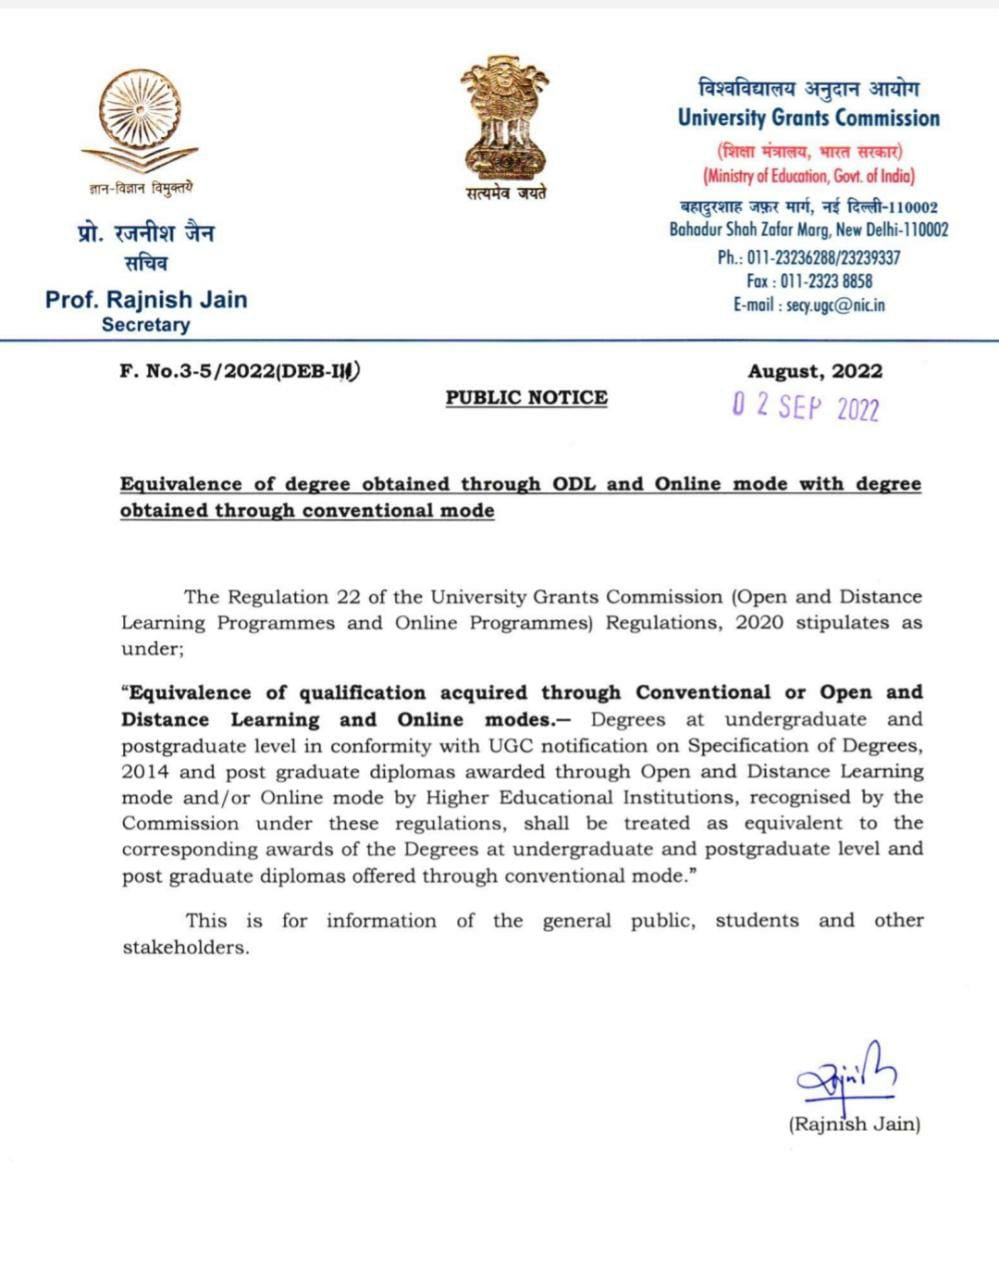 ज्ञान-विज्ञान विमुक्तये
प्रो. रजनीश जैन
सचिव
Prof. Rajnish Jain
Secretary
सत्यमेव जयते
विश्वविद्यालय अनुदान आयोग
University Grants Commission
(शिक्षा मंत्रालय, भारत सरकार)
(Ministry of Education, Govt. of India)
बहादुरशाह ज़फ़र मार्ग, नई दिल्ली-110002
Bahadur Shah Zafar Marg, New Delhi-110002
Ph.: 011-23236288/23239337
Fax : 011-2323 8858
E-mail : secy.ugc@nic.in
F. No.3-5/2022(DEB-III)
August, 2022
PUBLIC NOTICE
02 SEP 2022
Equivalence of degree obtained through ODL and Online mode with degree
obtained through conventional mode
The Regulation 22 of the University Grants Commission (Open and Distance
Learning Programmes and Online Programmes) Regulations, 2020 stipulates as
under;
“Equivalence of qualification acquired through Conventional or Open and
Distance Learning and Online modes.— Degrees at undergraduate and
postgraduate level in conformity with UGC notification on Specification of Degrees,
2014 and post graduate diplomas awarded through Open and Distance Learning
mode and/or Online mode by Higher Educational Institutions, recognised by the
Commission under these regulations, shall be treated as equivalent to the
corresponding awards of the Degrees at undergraduate and postgraduate level and
post graduate diplomas offered through conventional mode.”
This is for information of the general public, students and other
stakeholders.
(Rajnish Jain)